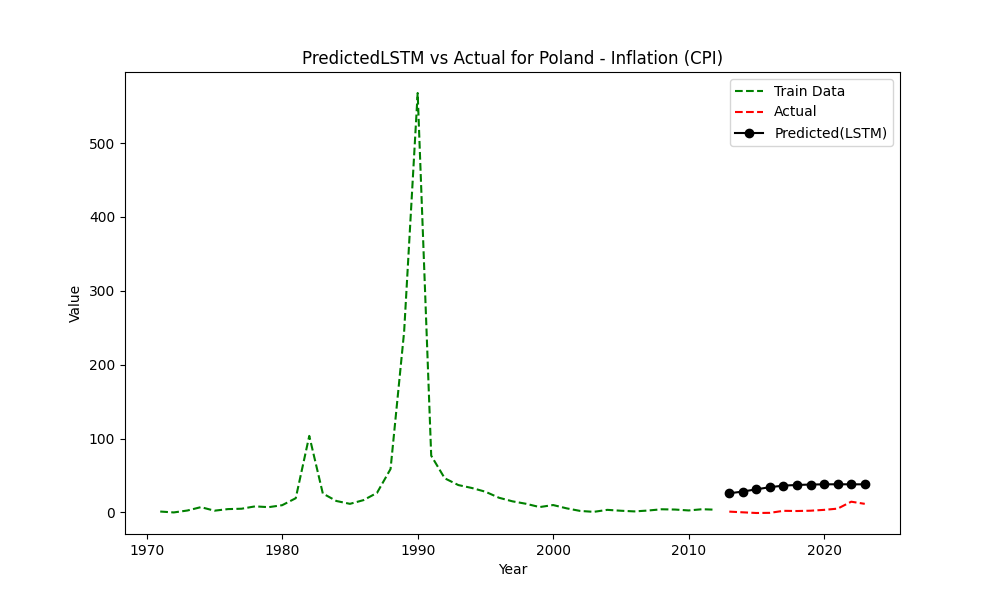 PredictedLSTM vs Actual for Poland - Inflation (CPI)
Train Data
Actual
Predicted(LSTM)
500
400
300
200
100
0
Value
1970 1980 1990 2000 2010 2020
Year